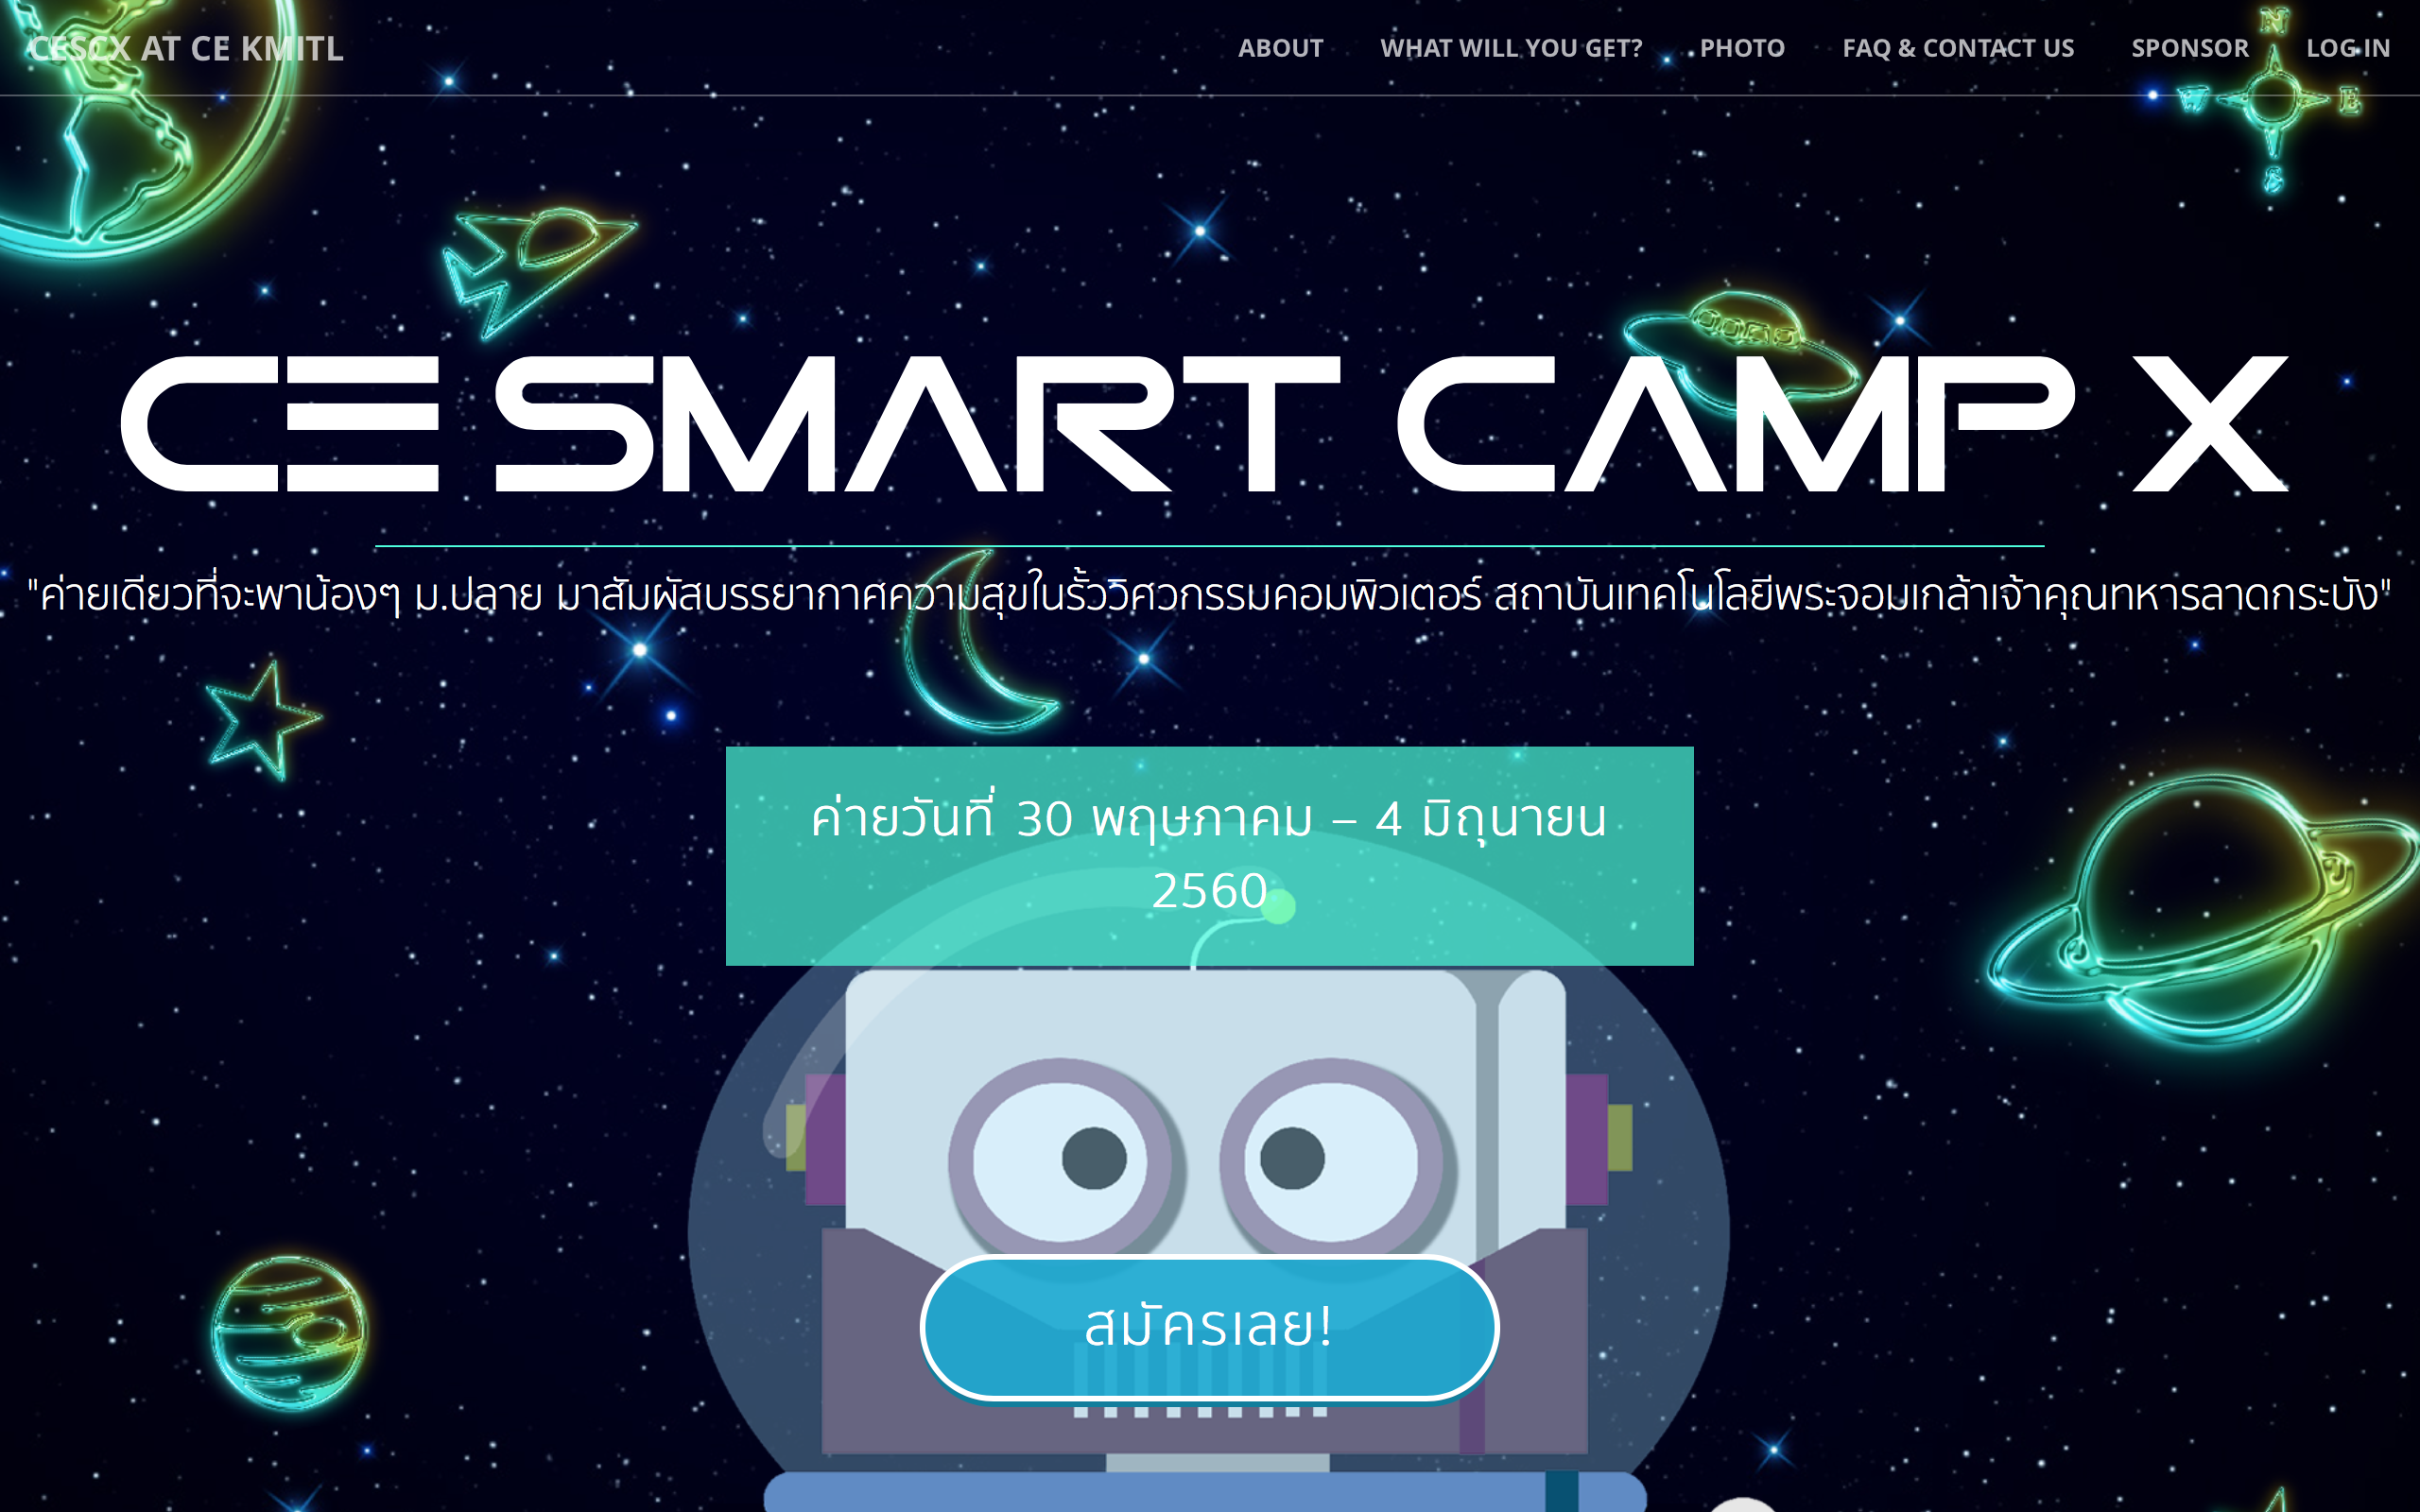 CESCX AT CE KMITL
ABOUT WHAT WILL YOU GET? PHOTO FAQ & CONTACT US SPONSOR LOG IN
N
W E
S
CE SMART CAMP X
"ค่ายเดียวที่จะพาน้องๆ ม.ปลาย มาสัมผัสบรรยากาศความสุขในรั้ววิศวกรรมคอมพิวเตอร์ สถาบันเทคโนโลยีพระจอมเกล้าเจ้าคุณทหารลาดกระบัง"
ค่ายวันที่ 30 พฤษภาคม – 4 มิถุนายน
2560
สมัครเลย!